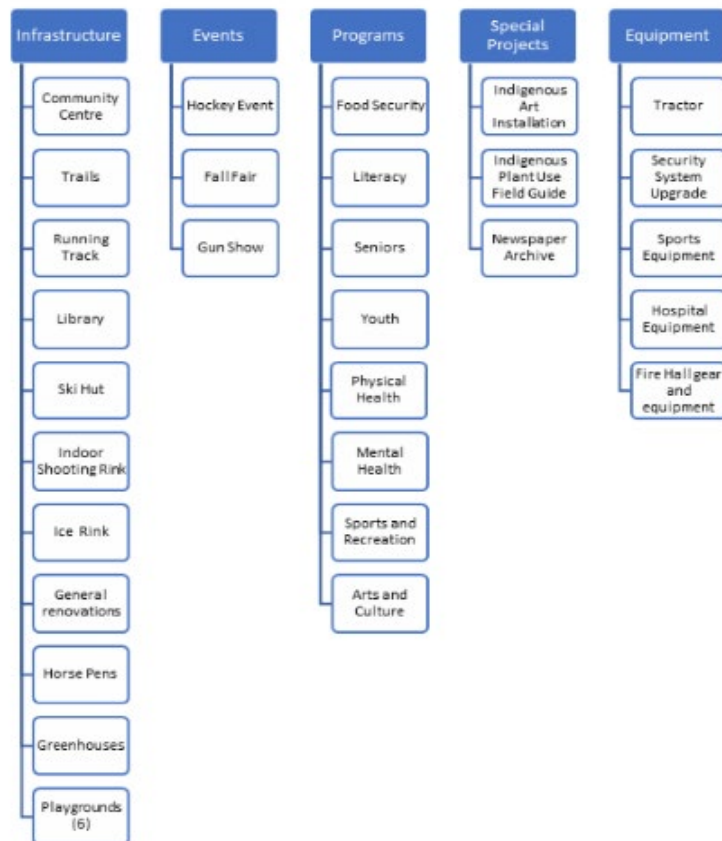 Infrastructure
Community
Centre
Trails
Running
Track
Library
Ski Hut
Indoor
Shooting Rink
Ice Rink
General
renovations
Horse Pens
Greenhouses
Playgrounds
(6)
Events
Hockey Event
Fall Fair
Gun Show
Programs
Food Security
Literacy
Seniors
Youth
Physical
Health
Mental
Health
Sports and
Recreation
Arts and
Culture
Special
Projects
Indigenous
Art
Installation
Indigenous
Plant Use
Field Guide
Newspaper
Archive
Equipment
Tractor
Security
System
Upgrade
Sports
Equipment
Hospital
Equipment
Fire Hall gear
and
equipment